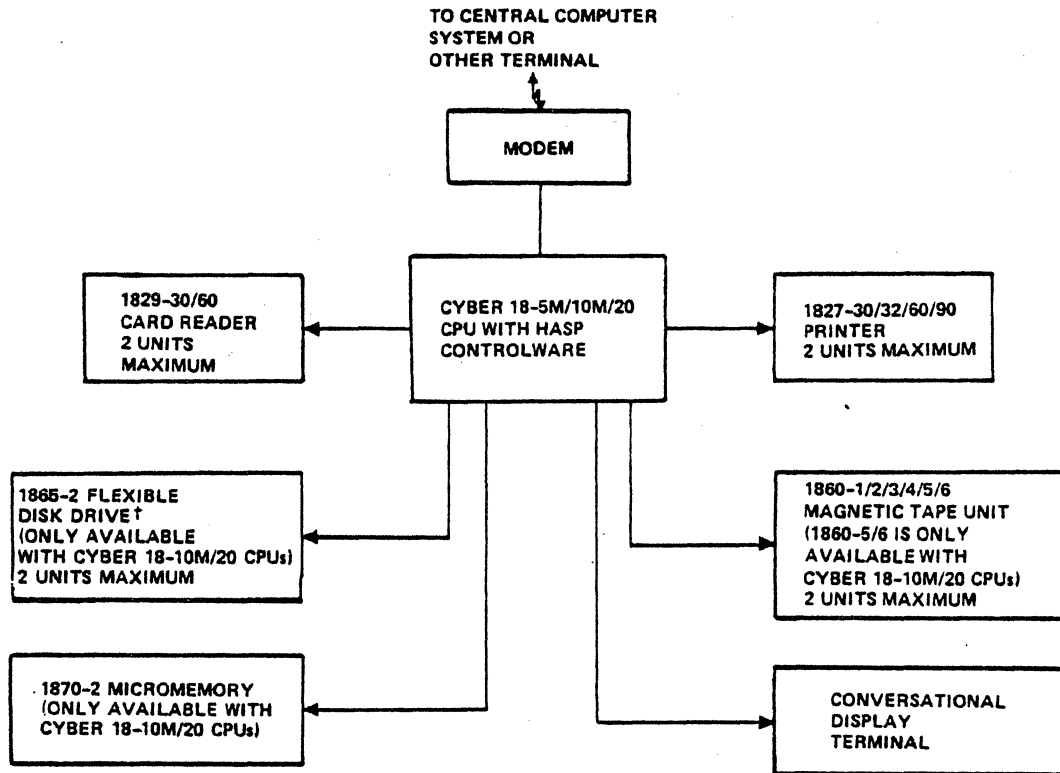 TO CENTRAL COMPUTER
SYSTEM OR
OTHER TERMINAL
MODEM
1829-30/60
CARD READER
2 UNITS
MAXIMUM
CYBER 18-5M/10M/20
CPU WITH HASP
CONTROLWARE
1827-30/32/60/90
PRINTER
2 UNITS MAXIMUM
1865-2 FLEXIBLE
DISK DRIVE†
(ONLY AVAILABLE
WITH CYBER 18-10M/20 CPUs)
2 UNITS MAXIMUM
1860-1/2/3/4/5/6
MAGNETIC TAPE UNIT
(1860-5/6 IS ONLY
AVAILABLE WITH
CYBER 18-10M/20 CPUs)
2 UNITS MAXIMUM
1870-2 MICROMEMORY
(ONLY AVAILABLE WITH
CYBER 18-10M/20 CPUs)
CONVERSATIONAL
DISPLAY
TERMINAL